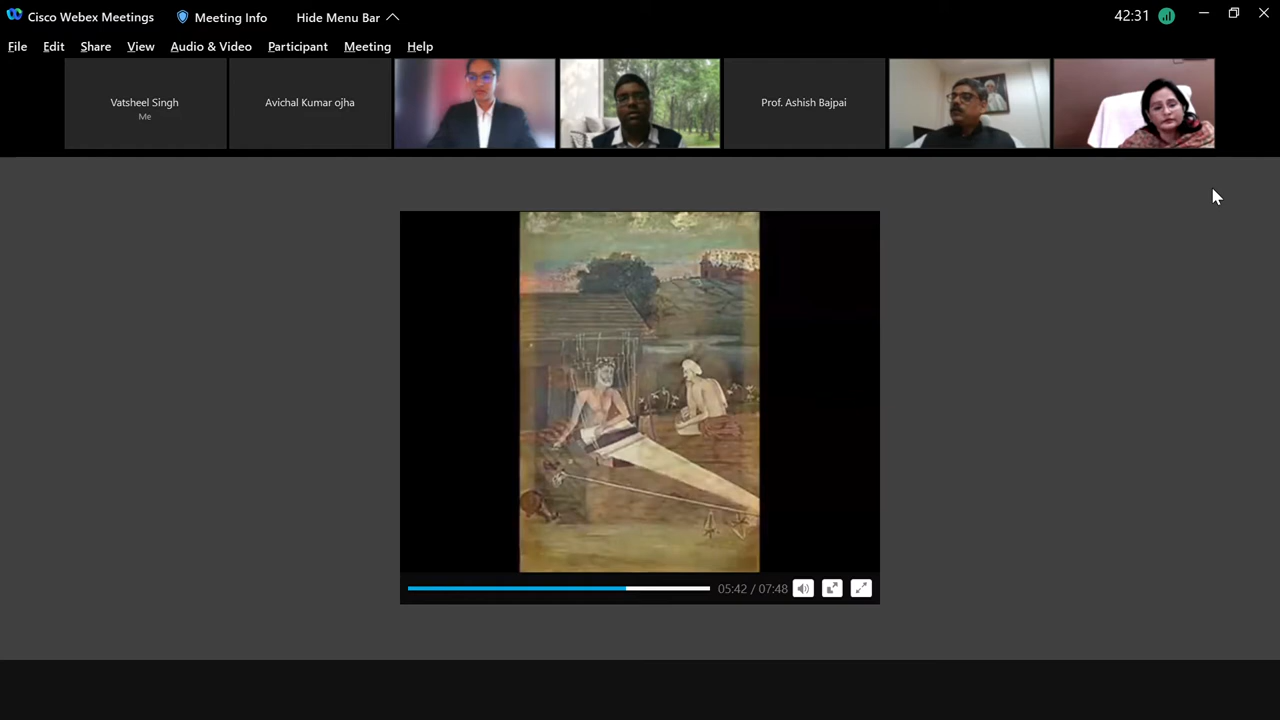 Cisco Webex Meetings Meeting Info Hide Menu Bar 42:31
File Edit Share View Audio & Video Participant Meeting Help
Vatsheel Singh
Me
Avichal Kumar ojha
Prof. Ashish Bajpai
05:42 / 07:48